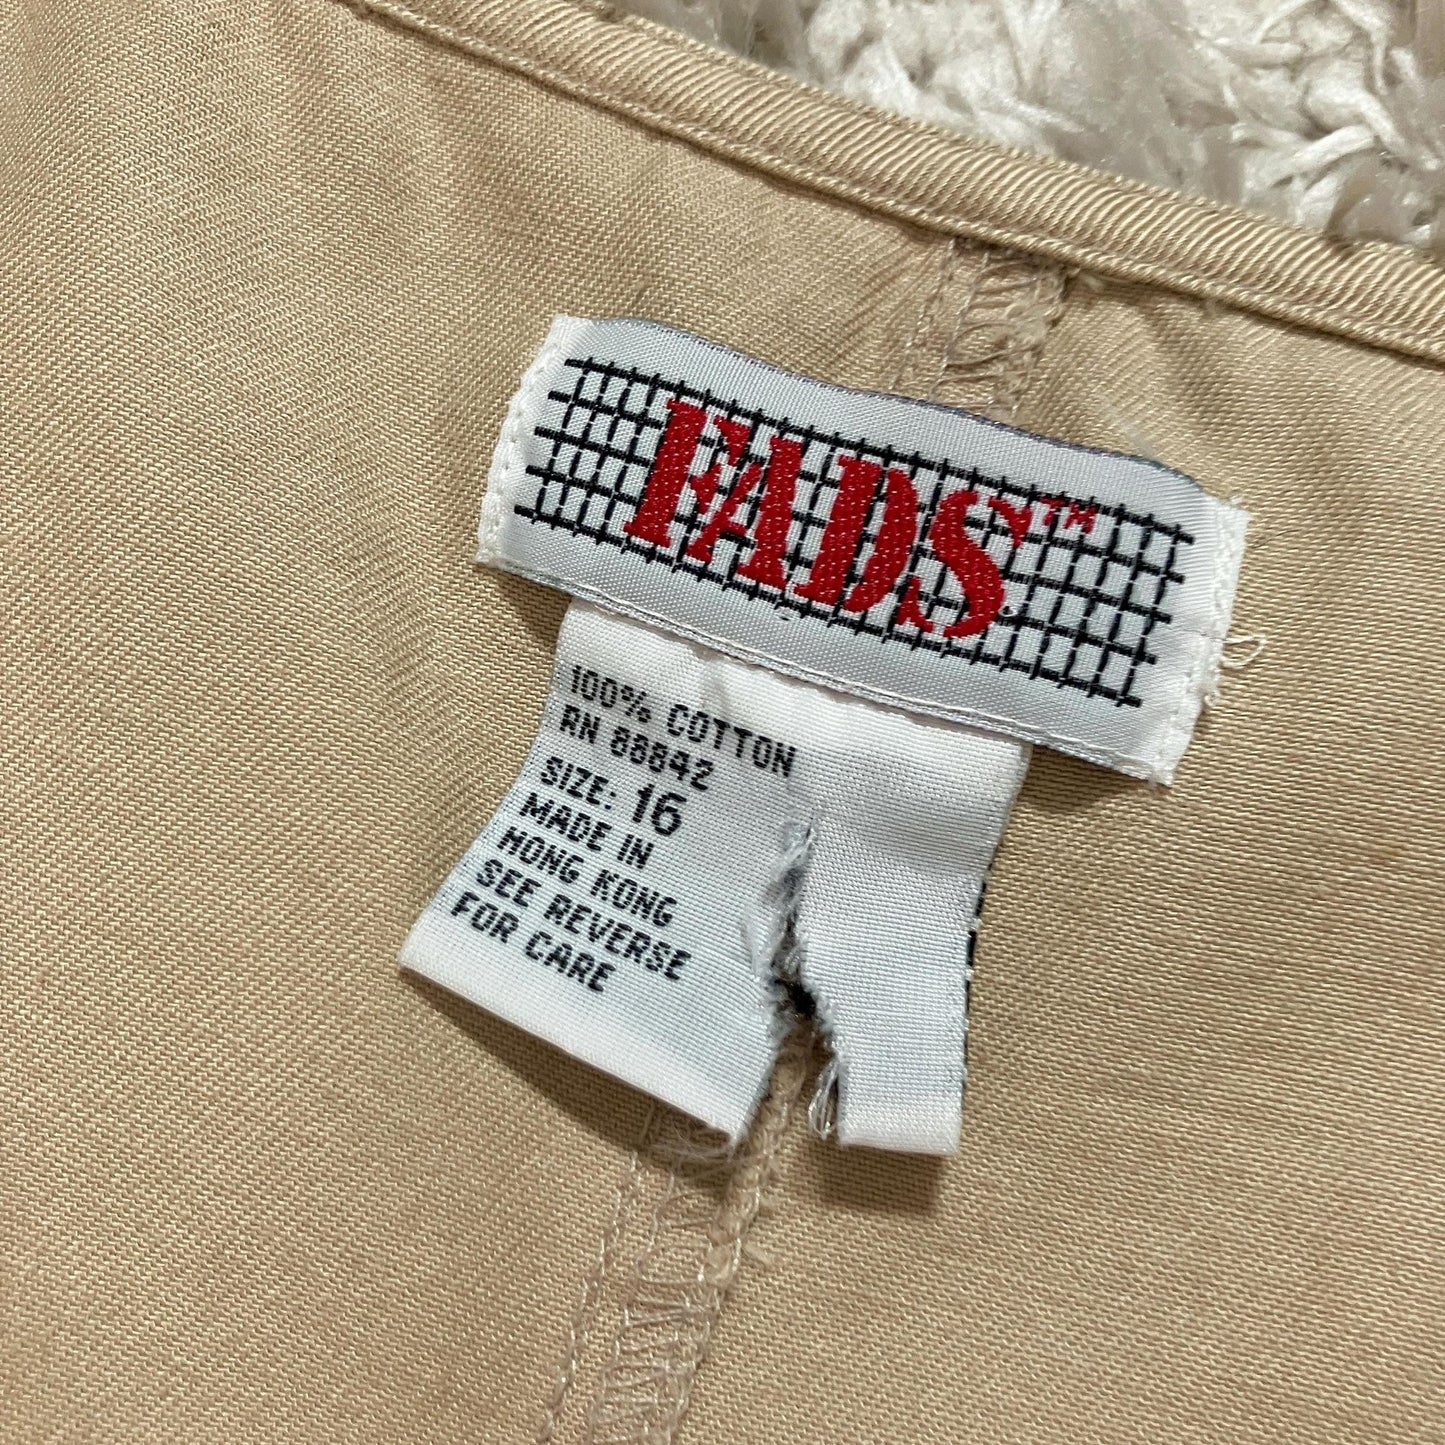 FADS™
100% COTTON
RN 88842
SIZE: 16
MADE IN
HONG KONG
SEE REVERSE
FOR CARE